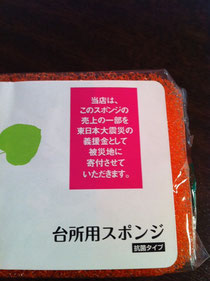 当店は、
このスポンジの
売上の一部を
東日本大震災の
義援金として
被災地に
寄付させて
いただきます。
台所用スポンジ
抗菌タイプ